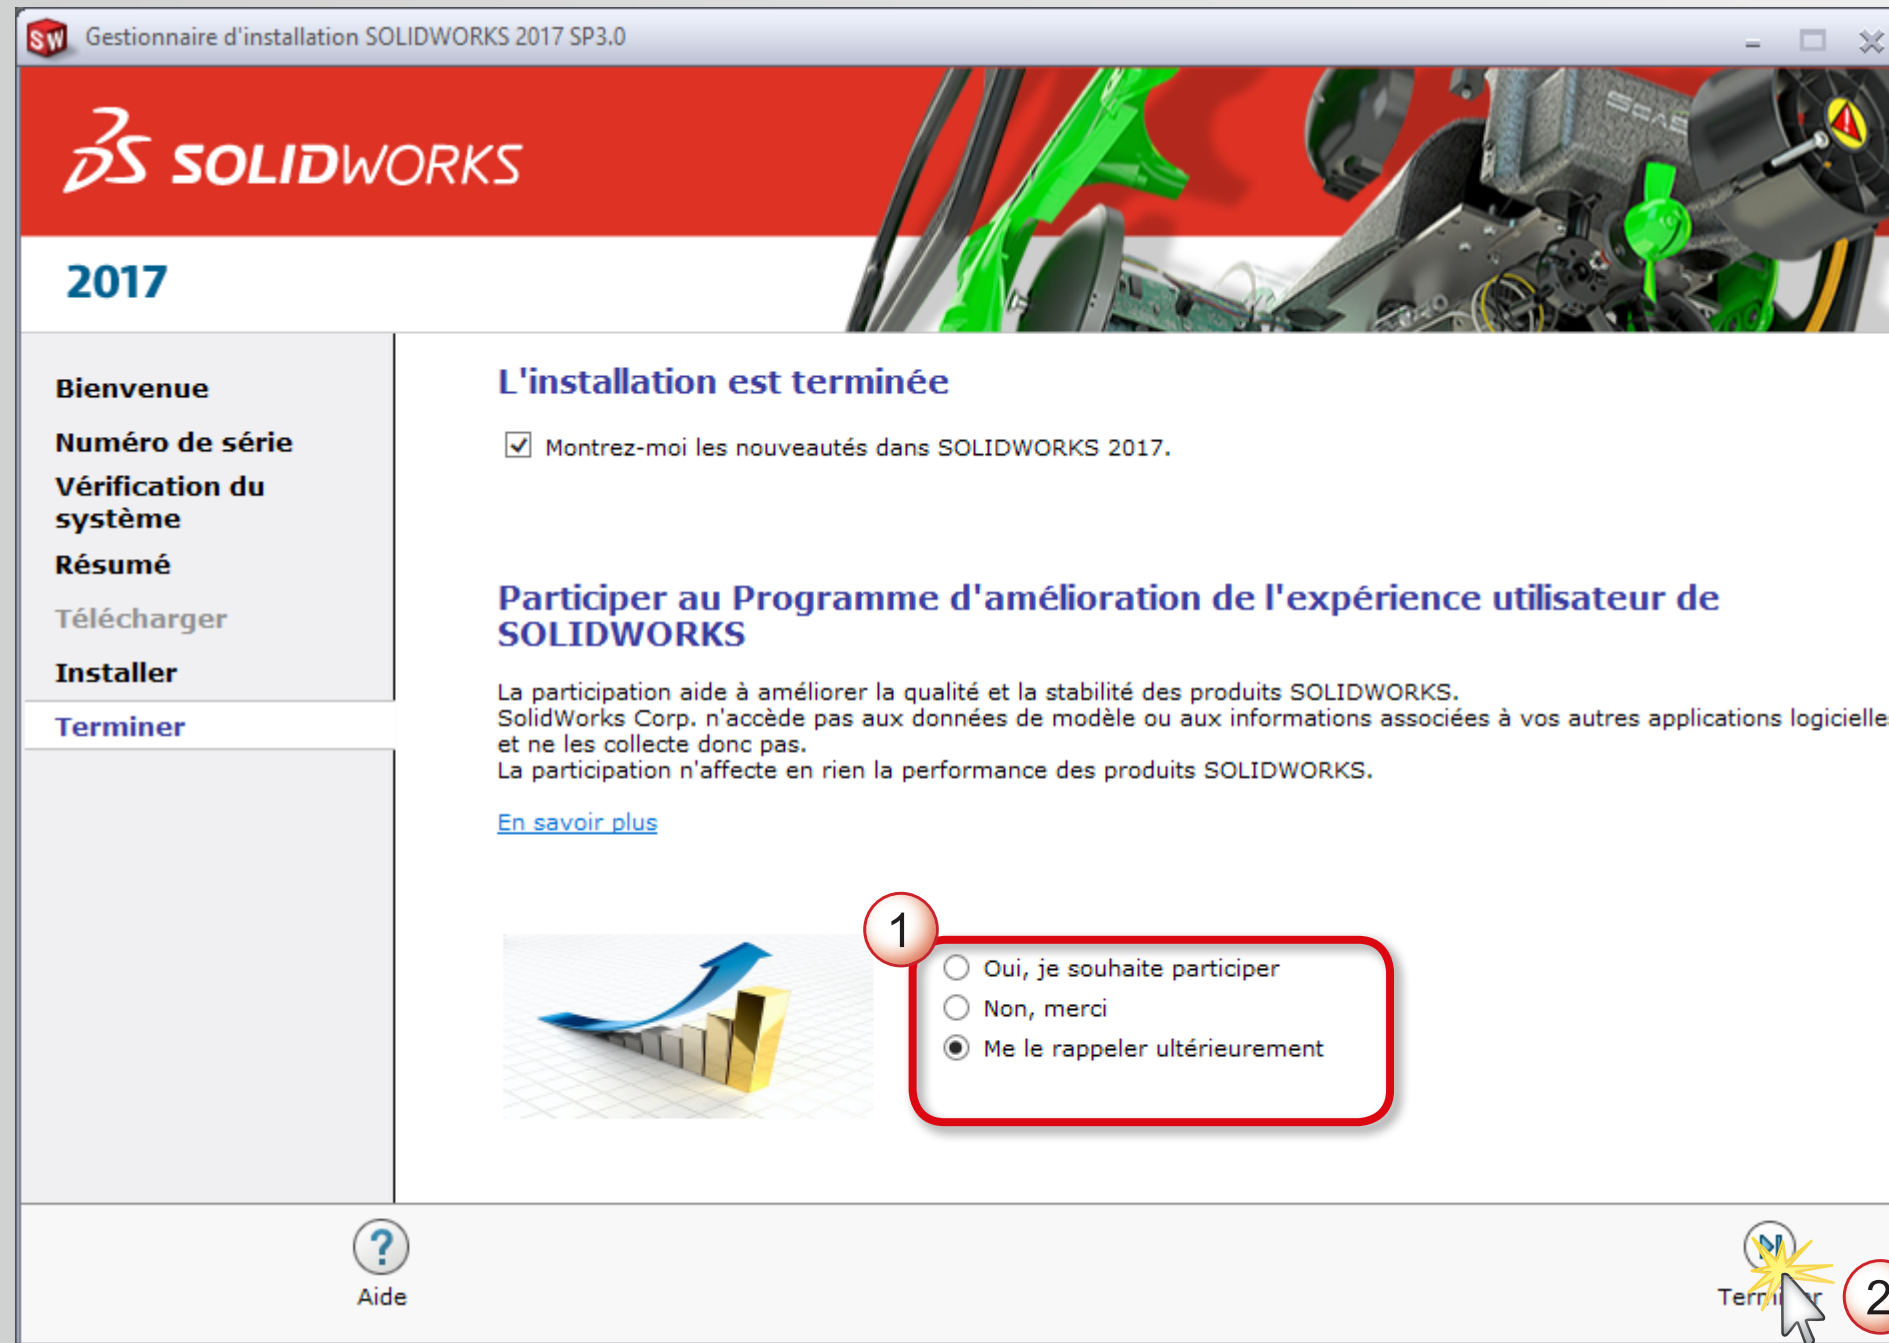 Gestionnaire d'installation SOLIDWORKS 2017 SP3.0
SOLIDWORKS
2017
Bienvenue
Numéro de série
Vérification du
système
Résumé
Télécharger
Installer
Terminer
L'installation est terminée
Montrez-moi les nouveautés dans SOLIDWORKS 2017.
Participer au Programme d'amélioration de l'expérience utilisateur de
SOLIDWORKS
La participation aide à améliorer la qualité et la stabilité des produits SOLIDWORKS.
SolidWorks Corp. n'accède pas aux données de modèle ou aux informations associées à vos autres applications logicielle
et ne les collecte donc pas.
La participation n'affecte en rien la performance des produits SOLIDWORKS.
En savoir plus
1
Oui, je souhaite participer
Non, merci
Me le rappeler ultérieurement
Aide
Terminer
2